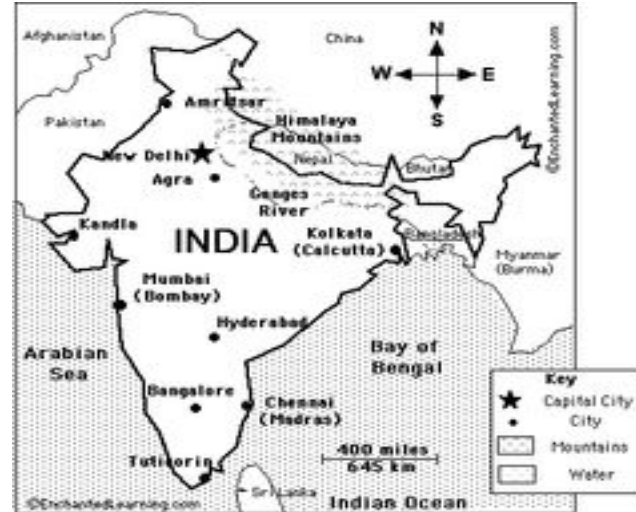 Afghanistan
China
N
W E
S
©EnchantedLearning.com
Pakistan
Amritsar
Himalaya
Mountains
New Delhi
Nepal
Bhutan
Agra
Ganges
River
Kandla
INDIA
Kolkata
(Calcutta)
Bangladesh
Myanmar
(Burma)
Mumbai
(Bombay)
Hyderabad
Arabian
Sea
Bay of
Bengal
Bangalore
Chennai
(Madras)
Tuticorin
400 miles
645 km
Sri Lanka
Indian Ocean
©EnchantedLearning.com
Key
Capital City
City
Mountains
Water